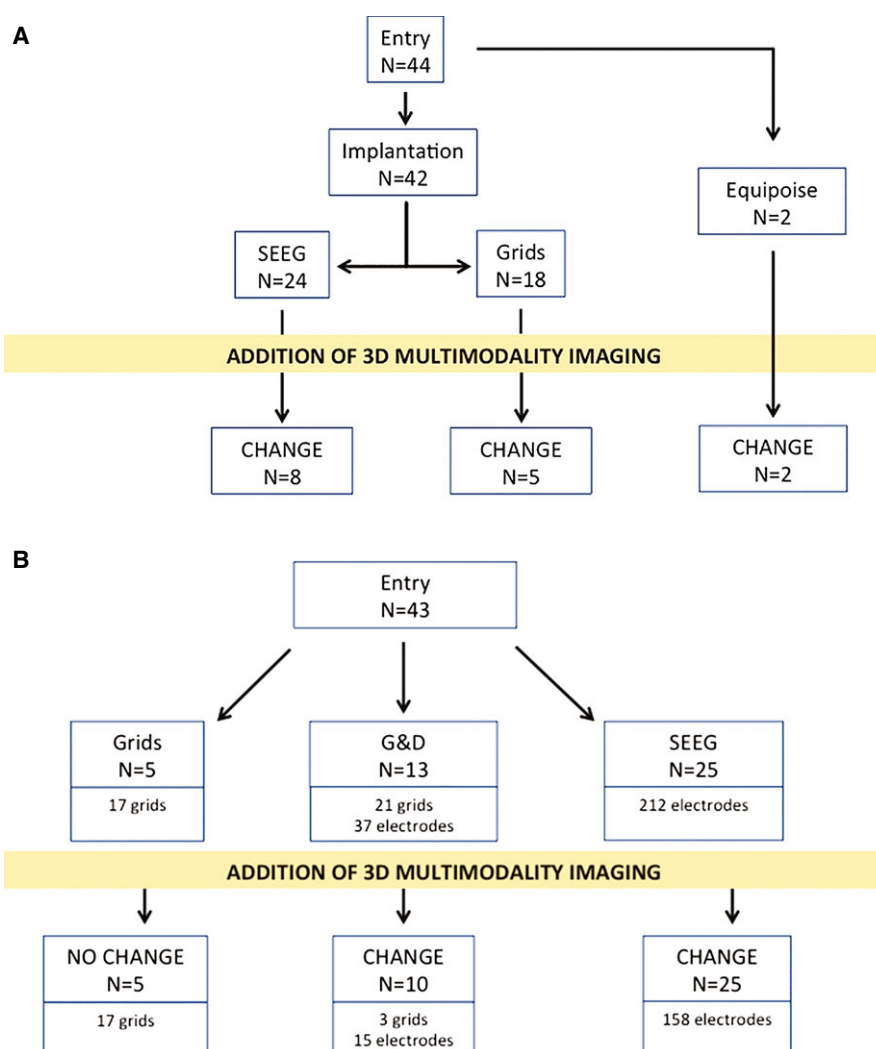 A
Entry
N=44
Implantation
N=42
Equipoise
N=2
SEEG
N=24
Grids
N=18
ADDITION OF 3D MULTIMODALITY IMAGING
CHANGE
N=8
CHANGE
N=5
CHANGE
N=2
B
Entry
N=43
Grids
N=5
17 grids
G&D
N=13
21 grids
37 electrodes
SEEG
N=25
212 electrodes
ADDITION OF 3D MULTIMODALITY IMAGING
NO CHANGE
N=5
17 grids
CHANGE
N=10
3 grids
15 electrodes
CHANGE
N=25
158 electrodes